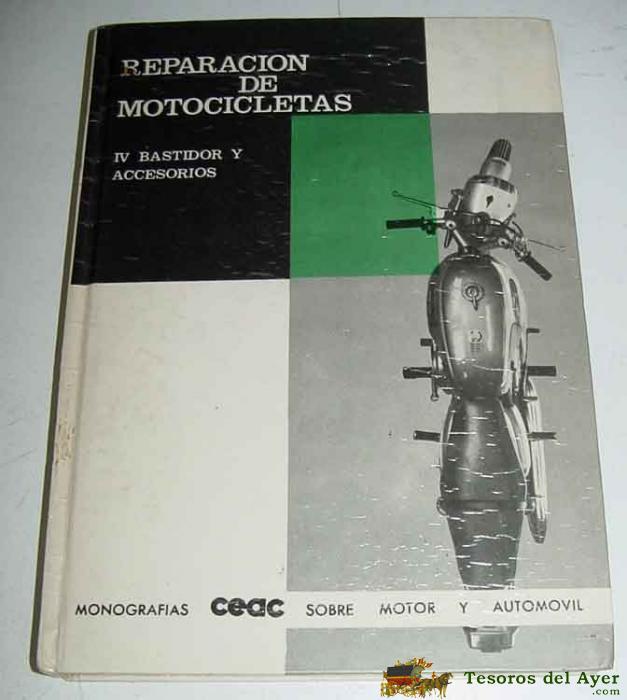 REPARACION
DE
MOTOCICLETAS
IV BASTIDOR Y
ACCESORIOS
MONOGRAFIAS ceac SOBRE MOTOR Y AUTOMOVIL
Tesoros del Ayer
.com